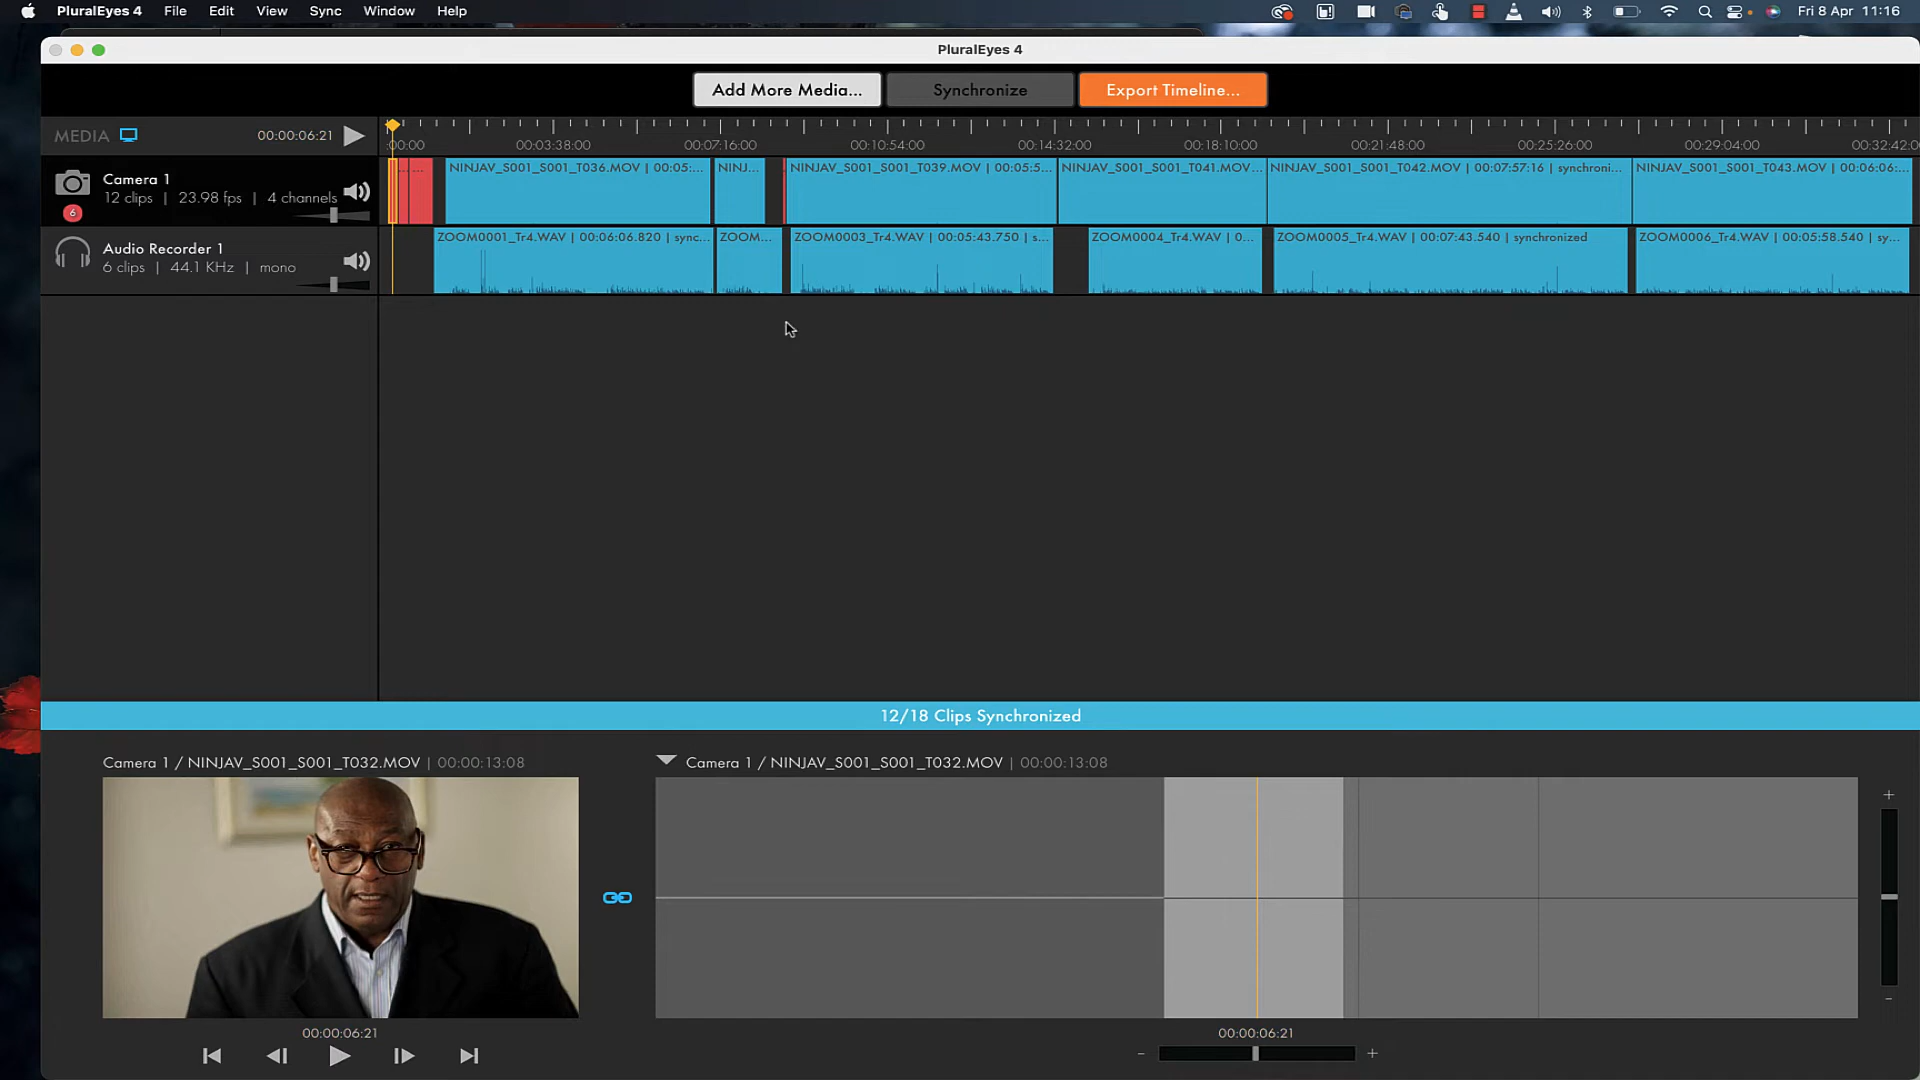 PluralEyes 4 File Edit View Sync Window Help Fri 8 Apr 11:16
PluralEyes 4
Add More Media... Synchronize Export Timeline...
MEDIA 00:00:06:21
:00:00 00:03:38:00 00:07:16:00 00:10:54:00 00:14:32:00 00:18:10:00 00:21:48:00 00:25:26:00 00:29:04:00 00:32:42:00
Camera 1
12 clips | 23.98 fps | 4 channels
6
... ... NINJAV_S001_S001_T036.MOV | 00:05:... NINJ... NINJAV_S001_S001_T039.MOV | 00:05:5... NINJAV_S001_S001_T041.MOV... NINJAV_S001_S001_T042.MOV | 00:07:57:16 | synchroni... NINJAV_S001_S001_T043.MOV | 00:06:06:...
Audio Recorder 1
6 clips | 44.1 KHz | mono
ZOOM0001_Tr4.WAV | 00:06:06.820 | sync... ZOOM... ZOOM0003_Tr4.WAV | 00:05:43.750 | s... ZOOM0004_Tr4.WAV | 0... ZOOM0005_Tr4.WAV | 00:07:43.540 | synchronized ZOOM0006_Tr4.WAV | 00:05:58.540 | sy...
12/18 Clips Synchronized
Camera 1 / NINJAV_S001_S001_T032.MOV | 00:00:13:08
Camera 1 / NINJAV_S001_S001_T032.MOV | 00:00:13:08
00:00:06:21
00:00:06:21